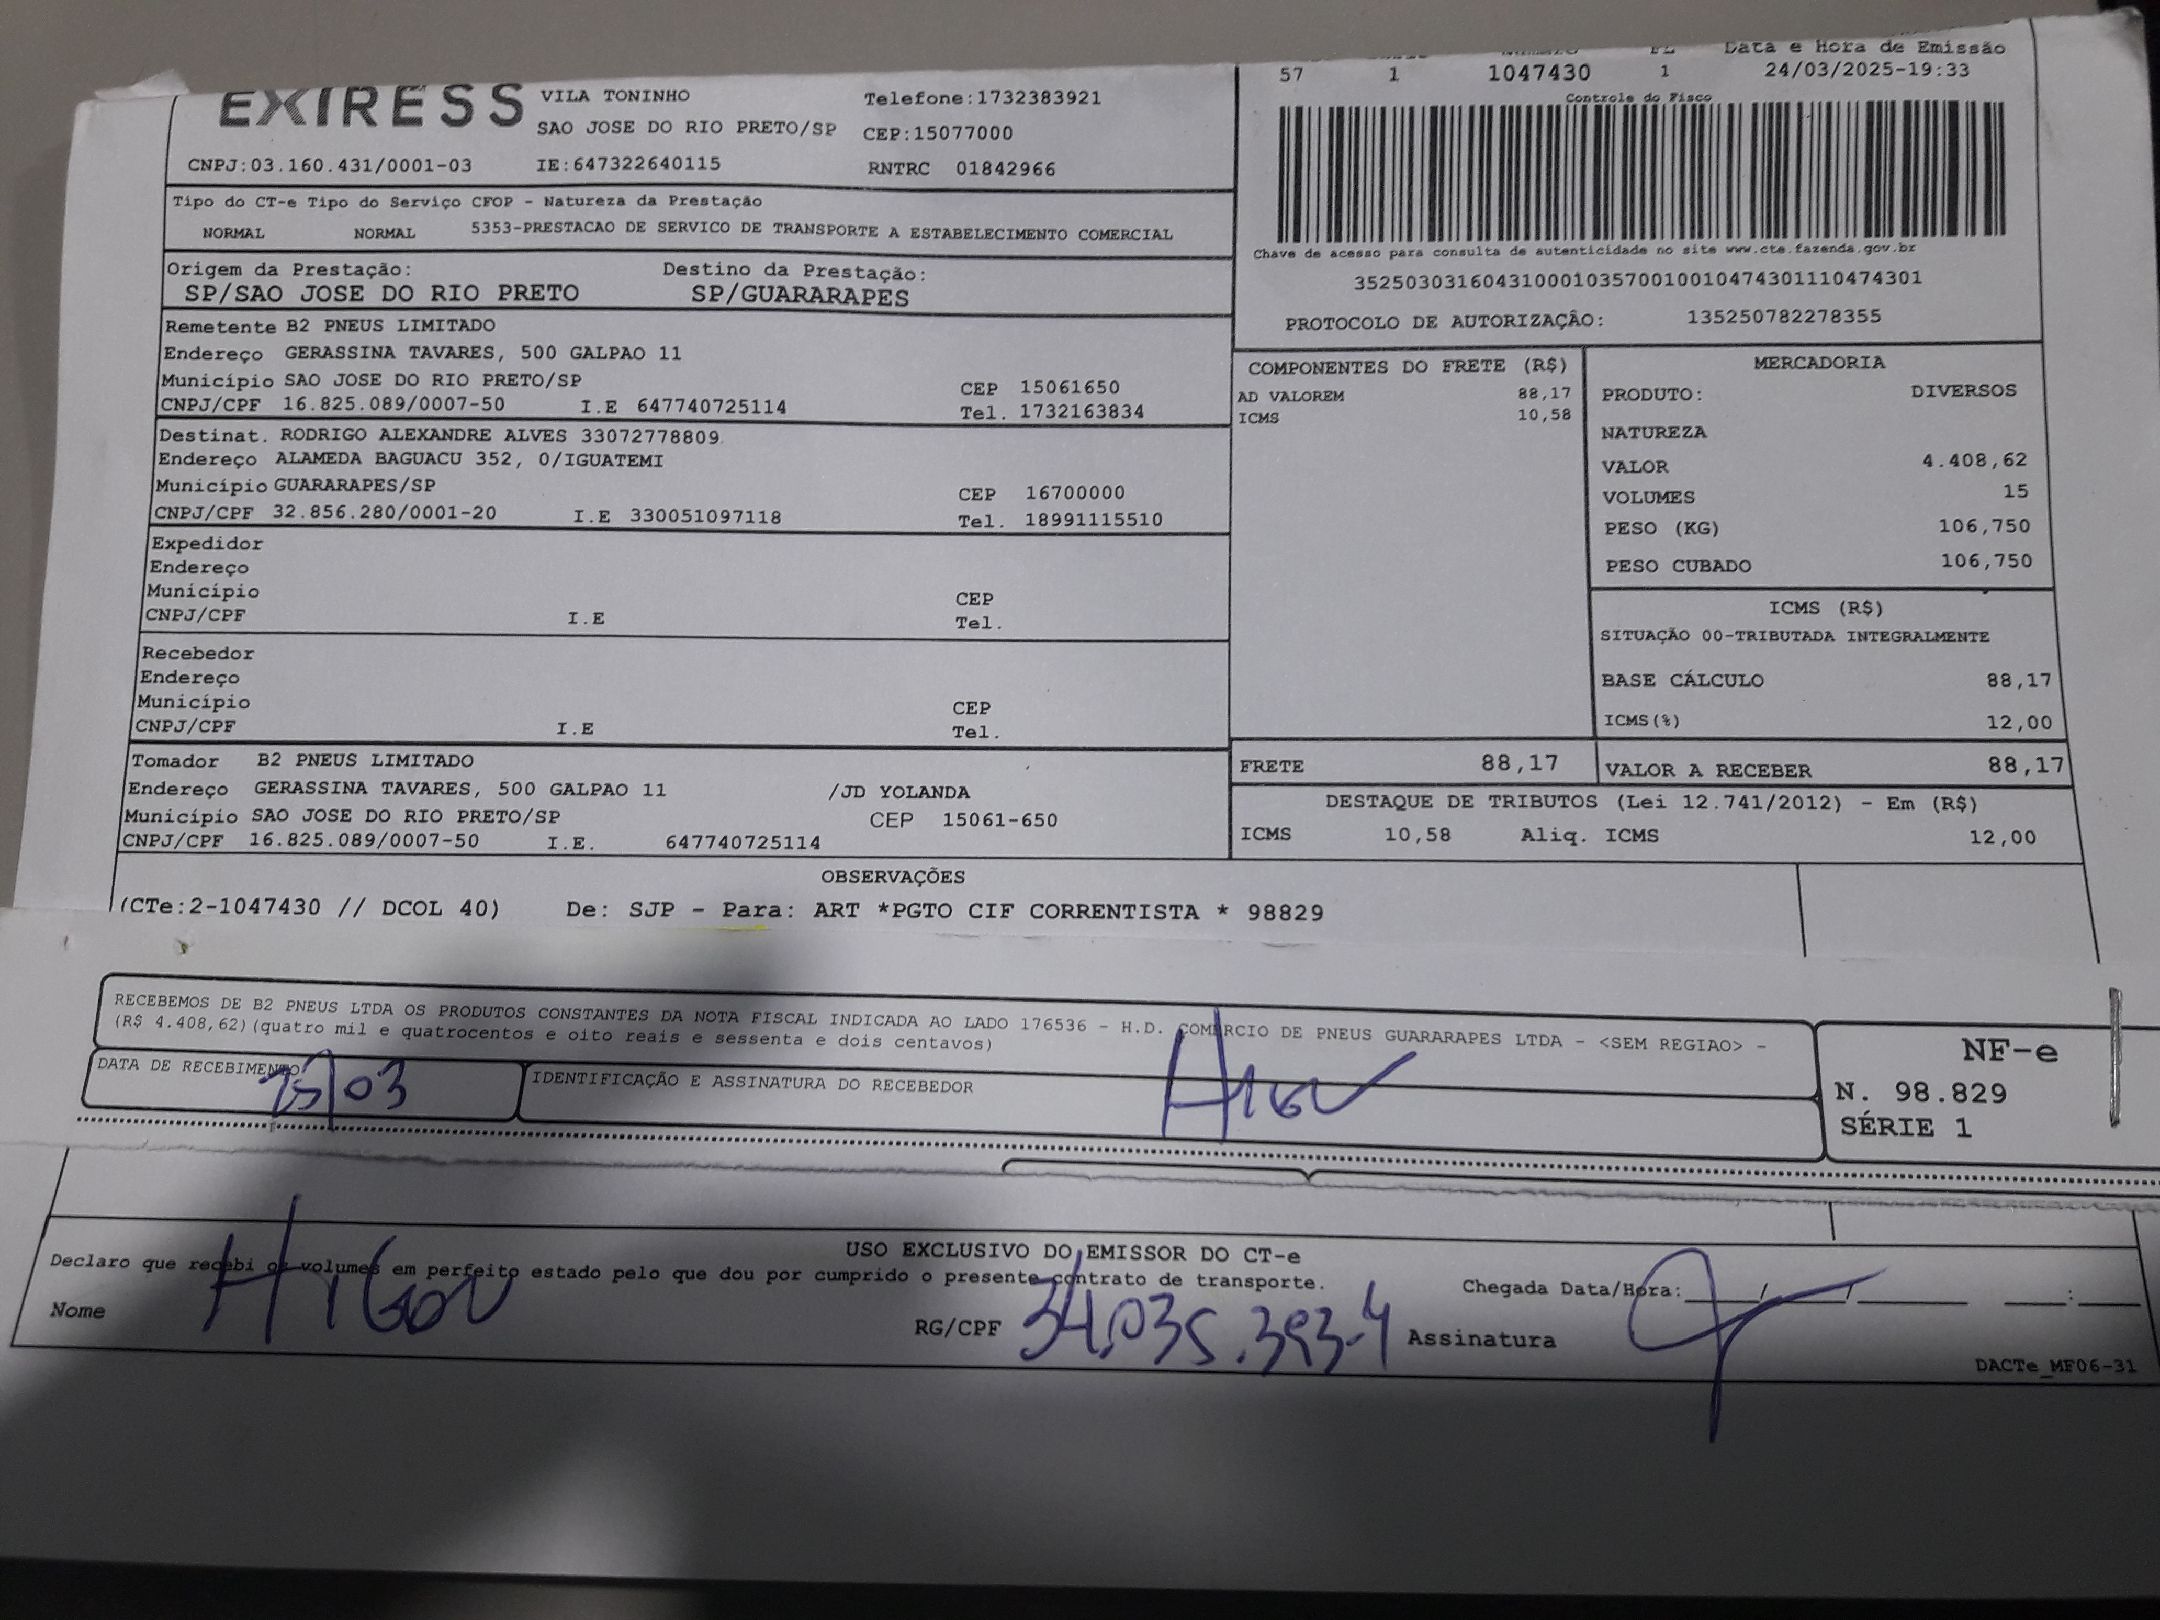 EXIRESS
VILA TONINHO
Telefone:1732383921
SAO JOSE DO RIO PRETO/SP
CEP:15077000
CNPJ:03.160.431/0001-03
IE:647322640115
RNTRC 01842966
Data e Hora de Emissão
57 1 1047430 1 24/03/2025-19:33
Controle do Fisco
Chave de acesso para consulta de autenticidade no site www.cte.fazenda.gov.br
35250303160431000103570010010474301110474301
PROTOCOLO DE AUTORIZAÇÃO: 135250782278355
Tipo do CT-e Tipo do Serviço CFOP - Natureza da Prestação
NORMAL NORMAL 5353-PRESTACAO DE SERVICO DE TRANSPORTE A ESTABELECIMENTO COMERCIAL
Origem da Prestação: Destino da Prestação:
SP/SAO JOSE DO RIO PRETO SP/GUARARAPES
Remetente B2 PNEUS LIMITADO
Endereço GERASSINA TAVARES, 500 GALPAO 11
Município SAO JOSE DO RIO PRETO/SP CEP 15061650
CNPJ/CPF 16.825.089/0007-50 I.E 647740725114 Tel. 1732163834
Destinat. RODRIGO ALEXANDRE ALVES 33072778809
Endereço ALAMEDA BAGUACU 352, 0/IGUATEMI
Município GUARARAPES/SP CEP 16700000
CNPJ/CPF 32.856.280/0001-20 I.E 330051097118 Tel. 18991115510
Expedidor
Endereço
Município CEP
CNPJ/CPF I.E Tel.
Recebedor
Endereço
Município CEP
CNPJ/CPF I.E Tel.
Tomador B2 PNEUS LIMITADO
Endereço GERASSINA TAVARES, 500 GALPAO 11 /JD YOLANDA
Município SAO JOSE DO RIO PRETO/SP CEP 15061-650
CNPJ/CPF 16.825.089/0007-50 I.E. 647740725114
COMPONENTES DO FRETE (R$)
AD VALOREM 88,17
ICMS 10,58
MERCADORIA
PRODUTO: DIVERSOS
NATUREZA
VALOR 4.408,62
VOLUMES 15
PESO (KG) 106,750
PESO CUBADO 106,750
ICMS (R$)
SITUAÇÃO 00-TRIBUTADA INTEGRALMENTE
BASE CÁLCULO 88,17
ICMS(%) 12,00
FRETE 88,17 VALOR A RECEBER 88,17
DESTAQUE DE TRIBUTOS (Lei 12.741/2012) - Em (R$)
ICMS 10,58 Aliq. ICMS 12,00
OBSERVAÇÕES
(CTe:2-1047430 // DCOL 40) De: SJP - Para: ART *PGTO CIF CORRENTISTA * 98829
RECEBEMOS DE B2 PNEUS LTDA OS PRODUTOS CONSTANTES DA NOTA FISCAL INDICADA AO LADO 176536 - H.D. COMERCIO DE PNEUS GUARARAPES LTDA - <SEM REGIAO> -
(R$ 4.408,62)(quatro mil e quatrocentos e oito reais e sessenta e dois centavos)
DATA DE RECEBIMENTO 25/03
IDENTIFICAÇÃO E ASSINATURA DO RECEBEDOR
NF-e
N. 98.829
SÉRIE 1
USO EXCLUSIVO DO EMISSOR DO CT-e
Declaro que recebi os volumes em perfeito estado pelo que dou por cumprido o presente contrato de transporte.
Chegada Data/Hora:____/____/____ ___:___
Nome RG/CPF 34.035.393-4 Assinatura
DACTe_MF06-31